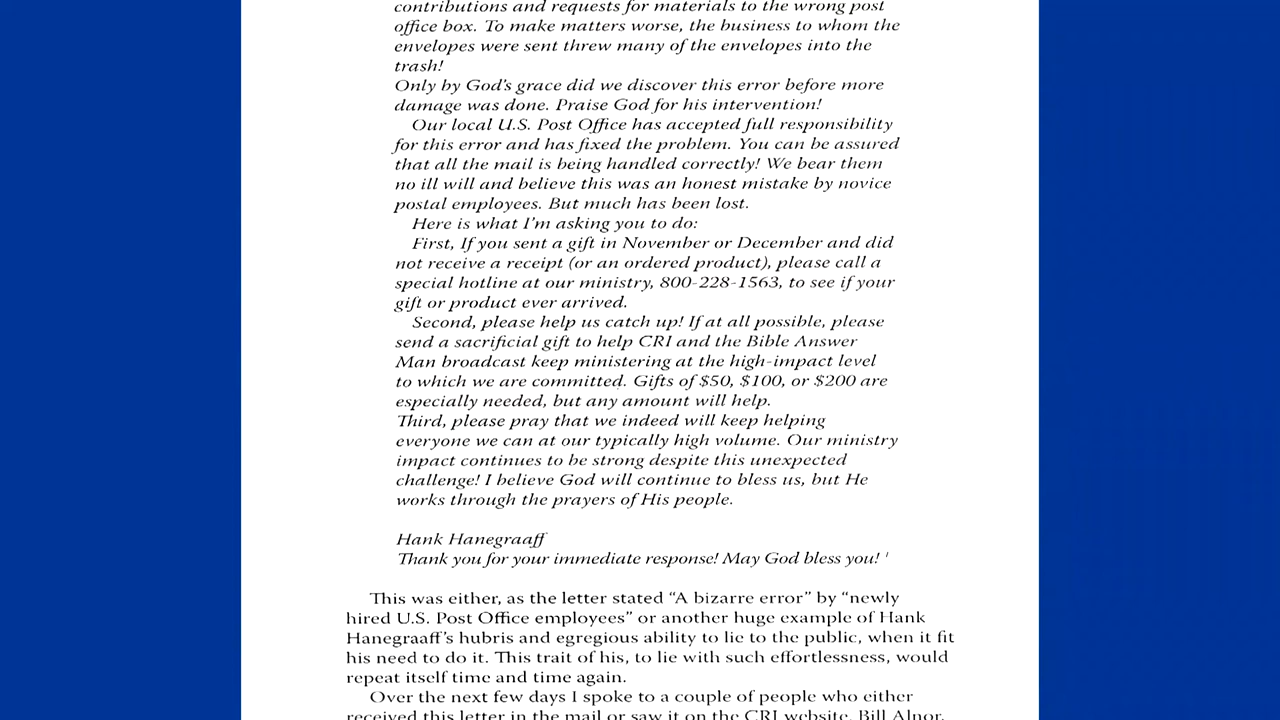 contributions and requests for materials to the wrong post
office box. To make matters worse, the business to whom the
envelopes were sent threw many of the envelopes into the
trash!
Only by God's grace did we discover this error before more
damage was done. Praise God for his intervention!
Our local U.S. Post Office has accepted full responsibility
for this error and has fixed the problem. You can be assured
that all the mail is being handled correctly! We bear them
no ill will and believe this was an honest mistake by novice
postal employees. But much has been lost.
Here is what I'm asking you to do:
First, If you sent a gift in November or December and did
not receive a receipt (or an ordered product), please call a
special hotline at our ministry, 800-228-1563, to see if your
gift or product ever arrived.
Second, please help us catch up! If at all possible, please
send a sacrificial gift to help CRI and the Bible Answer
Man broadcast keep ministering at the high-impact level
to which we are committed. Gifts of $50, $100, or $200 are
especially needed, but any amount will help.
Third, please pray that we indeed will keep helping
everyone we can at our typically high volume. Our ministry
impact continues to be strong despite this unexpected
challenge! I believe God will continue to bless us, but He
works through the prayers of His people.
Hank Hanegraaff
Thank you for your immediate response! May God bless you! ¹
This was either, as the letter stated “A bizarre error” by “newly
hired U.S. Post Office employees” or another huge example of Hank
Hanegraaff's hubris and egregious ability to lie to the public, when it fit
his need to do it. This trait of his, to lie with such effortlessness, would
repeat itself time and time again.
Over the next few days I spoke to a couple of people who either
received this letter in the mail or saw it on the CRI website. Bill Alnor,